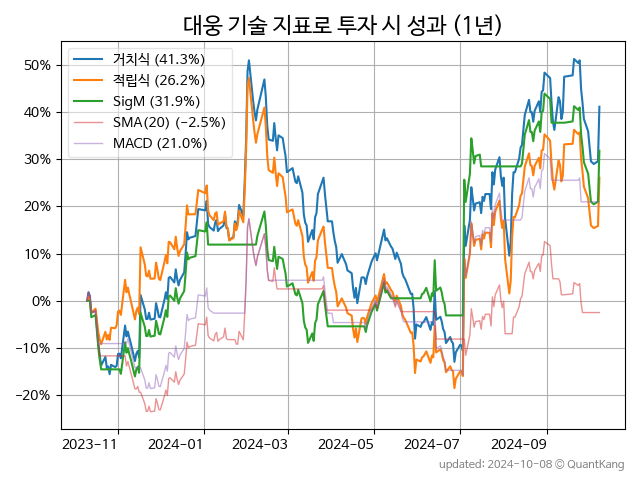 대웅 기술 지표로 투자 시 성과 (1년)
거치식 (41.3%)
적립식 (26.2%)
SigM (31.9%)
SMA(20) (−2.5%)
MACD (21.0%)
50%
40%
30%
20%
10%
0%
−10%
−20%
2023-11 2024-01 2024-03 2024-05 2024-07 2024-09
updated: 2024-10-08 ⓒ QuantKang